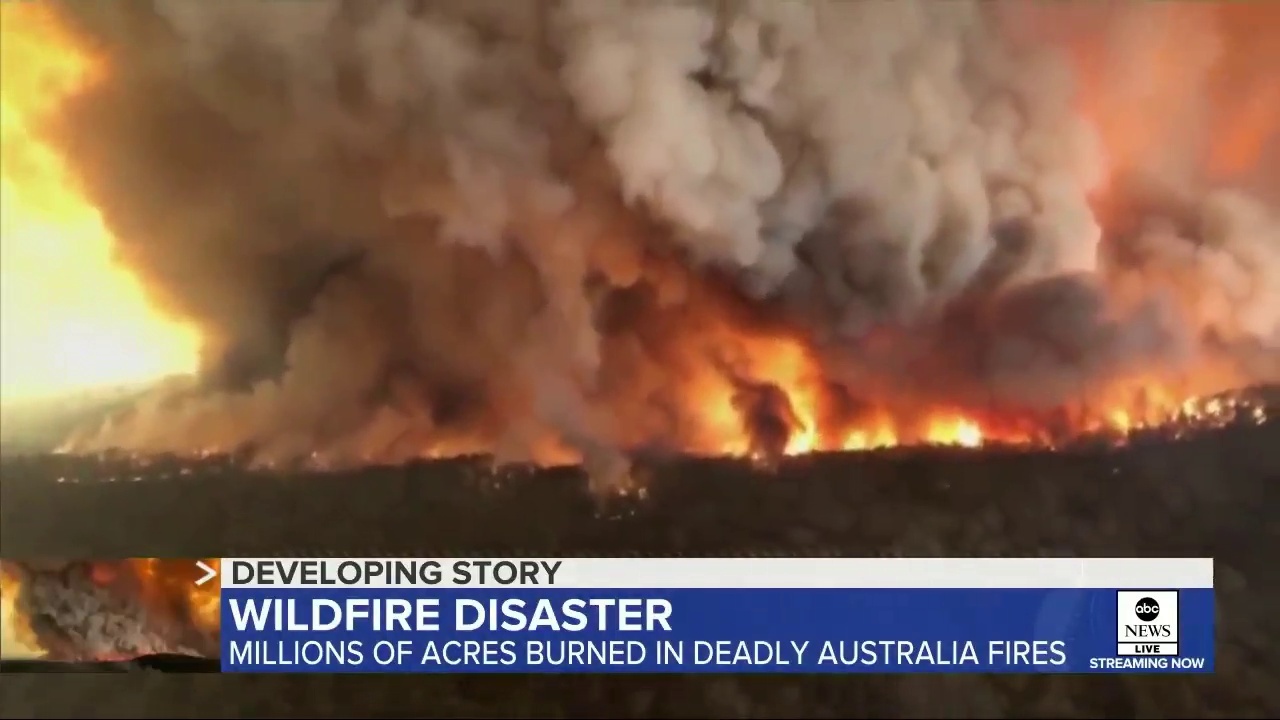 > DEVELOPING STORY
WILDFIRE DISASTER
MILLIONS OF ACRES BURNED IN DEADLY AUSTRALIA FIRES
abc
NEWS
LIVE
STREAMING NOW